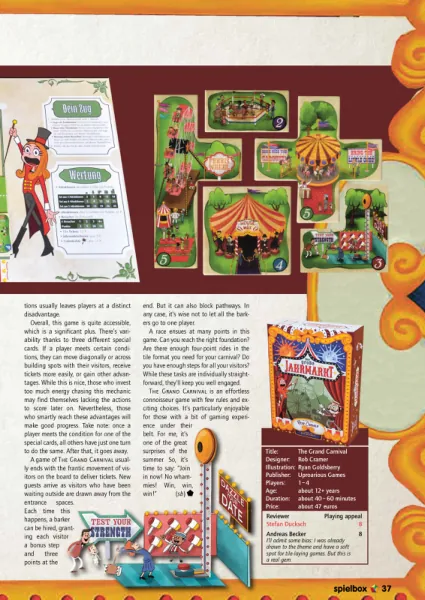 Dein Zug
Wertung
2
5
4
5
3
TEST YOUR
STRENGTH
tions usually leaves players at a distinct
disadvantage.
Overall, this game is quite accessible,
which is a significant plus. There's vari-
ability thanks to three different special
cards. If a player meets certain condi-
tions, they can move diagonally or across
building spots with their visitors, receive
tickets more easily, or gain other advan-
tages. While this is nice, those who invest
too much energy chasing this mechanic
may find themselves lacking the actions
to score later on. Nevertheless, those
who smartly reach these advantages will
make good progress. Take note: once a
player meets the condition for one of the
special cards, all others have just one turn
to do the same. After that, it goes away.
A game of THE GRAND CARNIVAL usual-
ly ends with the frantic movement of visi-
tors on the board to deliver tickets. New
guests arrive as visitors who have been
waiting outside are drawn away from the
entrance spaces.
Each time this
happens, a barker
can be hired, grant-
ing each visitor
a bonus step
and three
points at the
end. But it can also block pathways. In
any case, it's wise not to let all the bark-
ers go to one player.
A race ensues at many points in this
game. Can you reach the right foundation?
Are there enough four-point rides in the
tile format you need for your carnival? Do
you have enough steps for all your visitors?
While these tasks are individually straight-
forward, they'll keep you well engaged.
THE GRAND CARNIVAL is an effortless
connoisseur game with few rules and ex-
citing choices. It's particularly enjoyable
for those with a bit of gaming experi-
ence under their
belt. For me, it's
one of the great
surprises of the
summer. So, it's
time to say: "Join
in now! No wham-
mies! Win, win,
win!" (sd)
TEST YOUR
STRENGTH
DATE
JAHRMARKT
Title: The Grand Carnival
Designer: Rob Cramer
Illustration: Ryan Goldsberry
Publisher: Uproarious Games
Players: 1–4
Age: about 12+ years
Duration: about 40–60 minutes
Price: about 47 euros
Reviewer Playing appeal
Stefan Ducksch 8
Andreas Becker 8
I'll admit some bias: I was already
drawn to the theme and have a soft
spot for tile-laying games. But this is
a real gem
spielbox 37